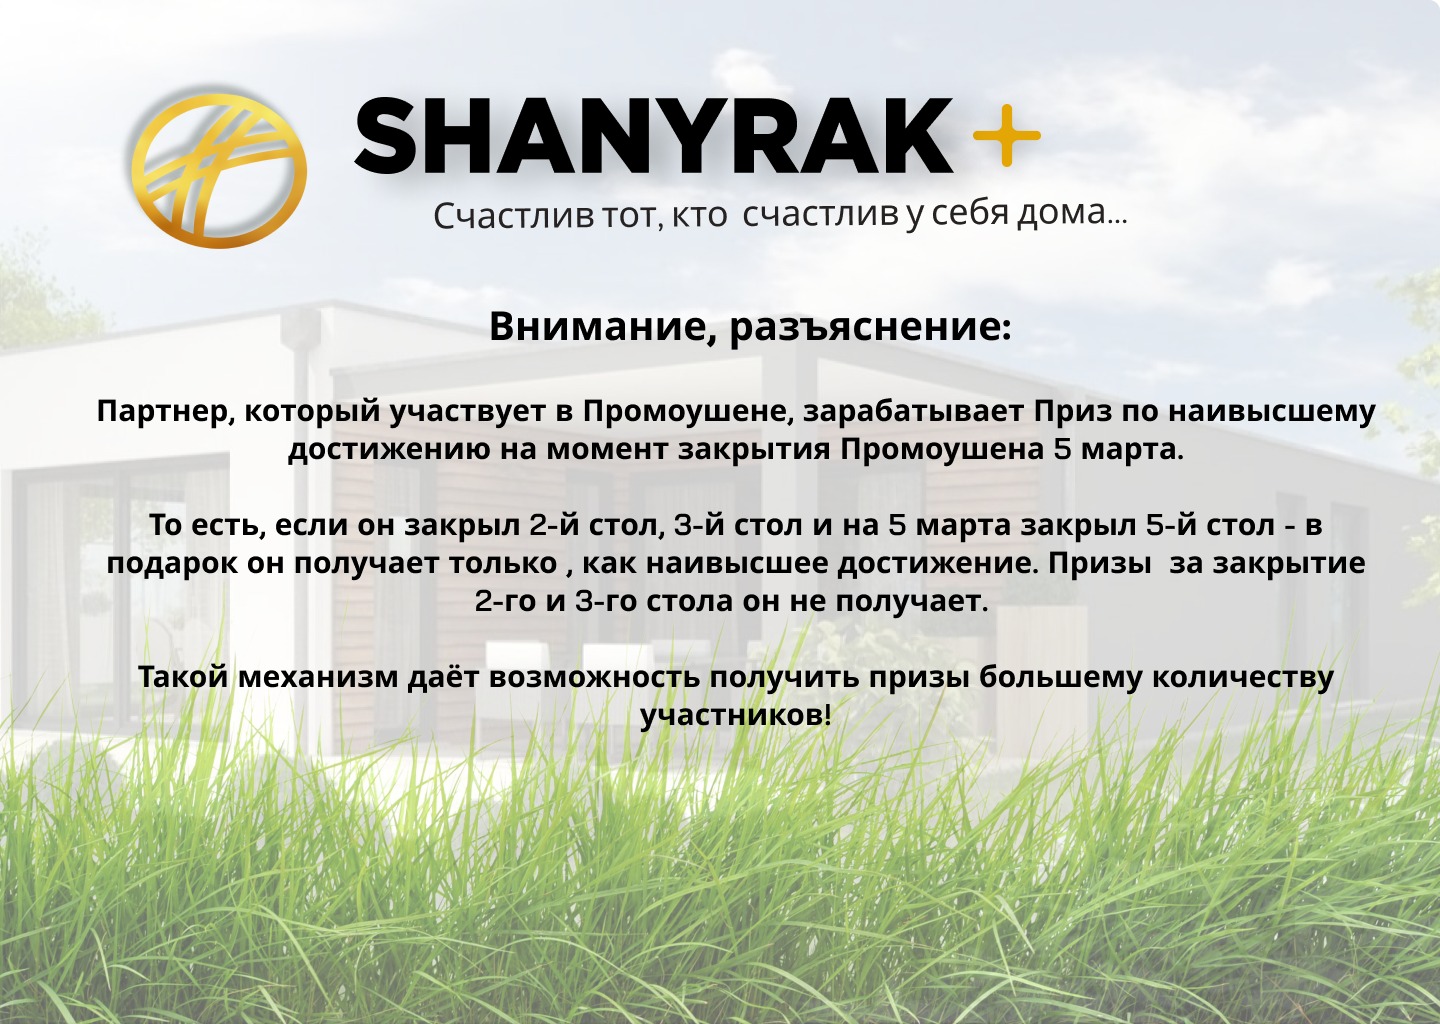 SHANYRAK +
Счастлив тот, кто счастлив у себя дома...
Внимание, разъяснение:
Партнер, который участвует в Промоушене, зарабатывает Приз по наивысшему
достижению на момент закрытия Промоушена 5 марта.
То есть, если он закрыл 2-й стол, 3-й стол и на 5 марта закрыл 5-й стол - в
подарок он получает только , как наивысшее достижение. Призы за закрытие
2-го и 3-го стола он не получает.
Такой механизм даёт возможность получить призы большему количеству
участников!